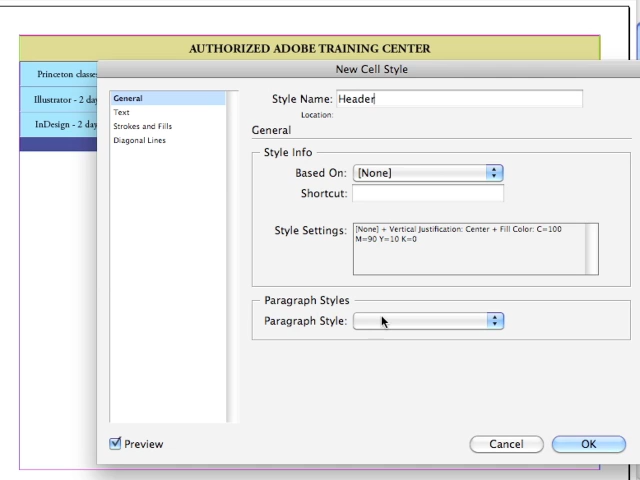 AUTHORIZED ADOBE TRAINING CENTER
Princeton classe
Illustrator - 2 day
InDesign - 2 day
New Cell Style
General
Text
Strokes and Fills
Diagonal Lines
Style Name: Header
Location:
General
Style Info
Based On: [None]
Shortcut:
Style Settings: [None] + Vertical Justification: Center + Fill Color: C=100
M=90 Y=10 K=0
Paragraph Styles
Paragraph Style:
Preview
Cancel
OK